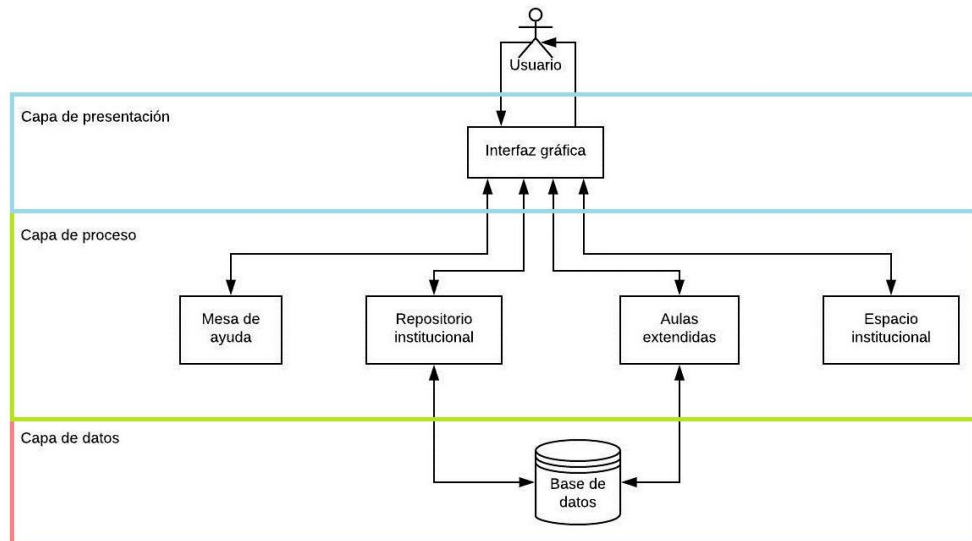 Usuario
Capa de presentación
Interfaz gráfica
Capa de proceso
Mesa de
ayuda
Repositorio
institucional
Aulas
extendidas
Espacio
institucional
Capa de datos
Base de
datos